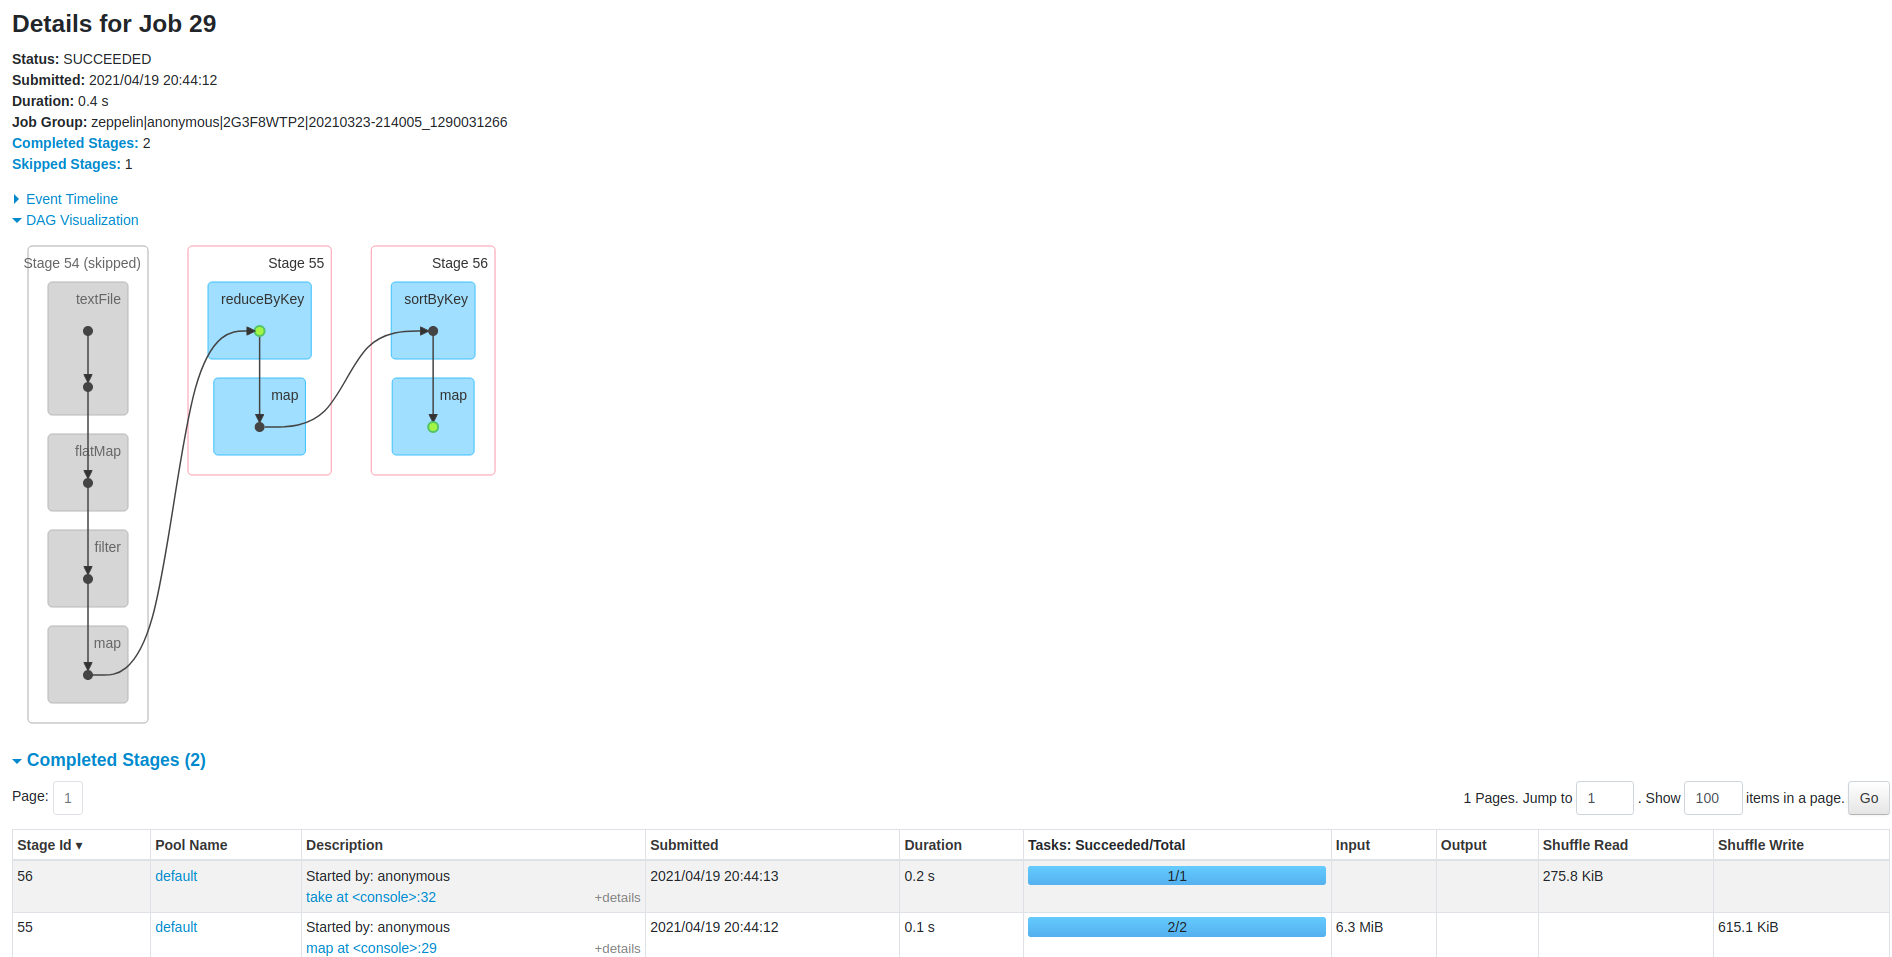 Details for Job 29
Status: SUCCEEDED
Submitted: 2021/04/19 20:44:12
Duration: 0.4 s
Job Group: zeppelin|anonymous|2G3F8WTP2|20210323-214005_1290031266
Completed Stages: 2
Skipped Stages: 1
Event Timeline
DAG Visualization
Stage 54 (skipped)
textFile
flatMap
filter
map
Stage 55
reduceByKey
map
Stage 56
sortByKey
map
Completed Stages (2)
Page: 1
1 Pages. Jump to 1 . Show 100 items in a page. Go
Stage Id ▾ Pool Name Description Submitted Duration Tasks: Succeeded/Total Input Output Shuffle Read Shuffle Write
56 default Started by: anonymous 2021/04/19 20:44:13 0.2 s 1/1 275.8 KiB
take at <console>:32 +details
55 default Started by: anonymous 2021/04/19 20:44:12 0.1 s 2/2 6.3 MiB 615.1 KiB
map at <console>:29 +details